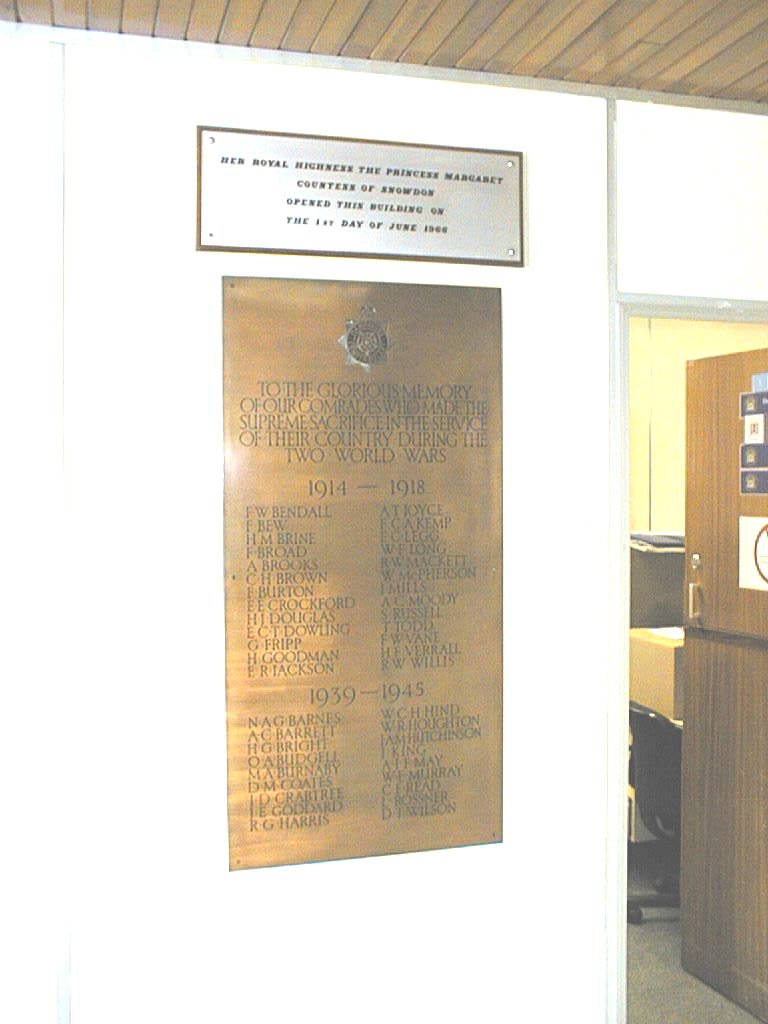 HER ROYAL HIGHNESS THE PRINCESS MARGARET
COUNTESS OF SNOWDON
OPENED THIS BUILDING ON
THE 1ST DAY OF JUNE 1966
TO THE GLORIOUS MEMORY
OF OUR COMRADES WHO MADE THE
SUPREME SACRIFICE IN THE SERVICE
OF THEIR COUNTRY DURING THE
TWO WORLD WARS
1914 — 1918
F W BENDALL
F BEW
H M BRINE
F BROAD
A BROOKS
C H BROWN
F BURTON
E E CROCKFORD
H J DOUGLAS
E C T DOWLING
G FRIPP
H GOODMAN
E R JACKSON
A T JOYCE
F C A KEMP
E G LEGG
W F LONG
R W MACKETT
W McPHERSON
J MILLS
A C MOODY
S RUSSELL
T TODD
F W VANE
H F VERRALL
R W WILLIS
1939 — 1945
N A G BARNES
A C BARRETT
H G BRIGHT
O A BUDGELL
M A BURNABY
D M COATES
J D CRABTREE
J E GODDARD
R G HARRIS
W C H HIND
W R HOUGHTON
J A M HUTCHINSON
J KING
A J F MAY
W F MURRAY
C F READ
L ROSSNER
D J WILSON